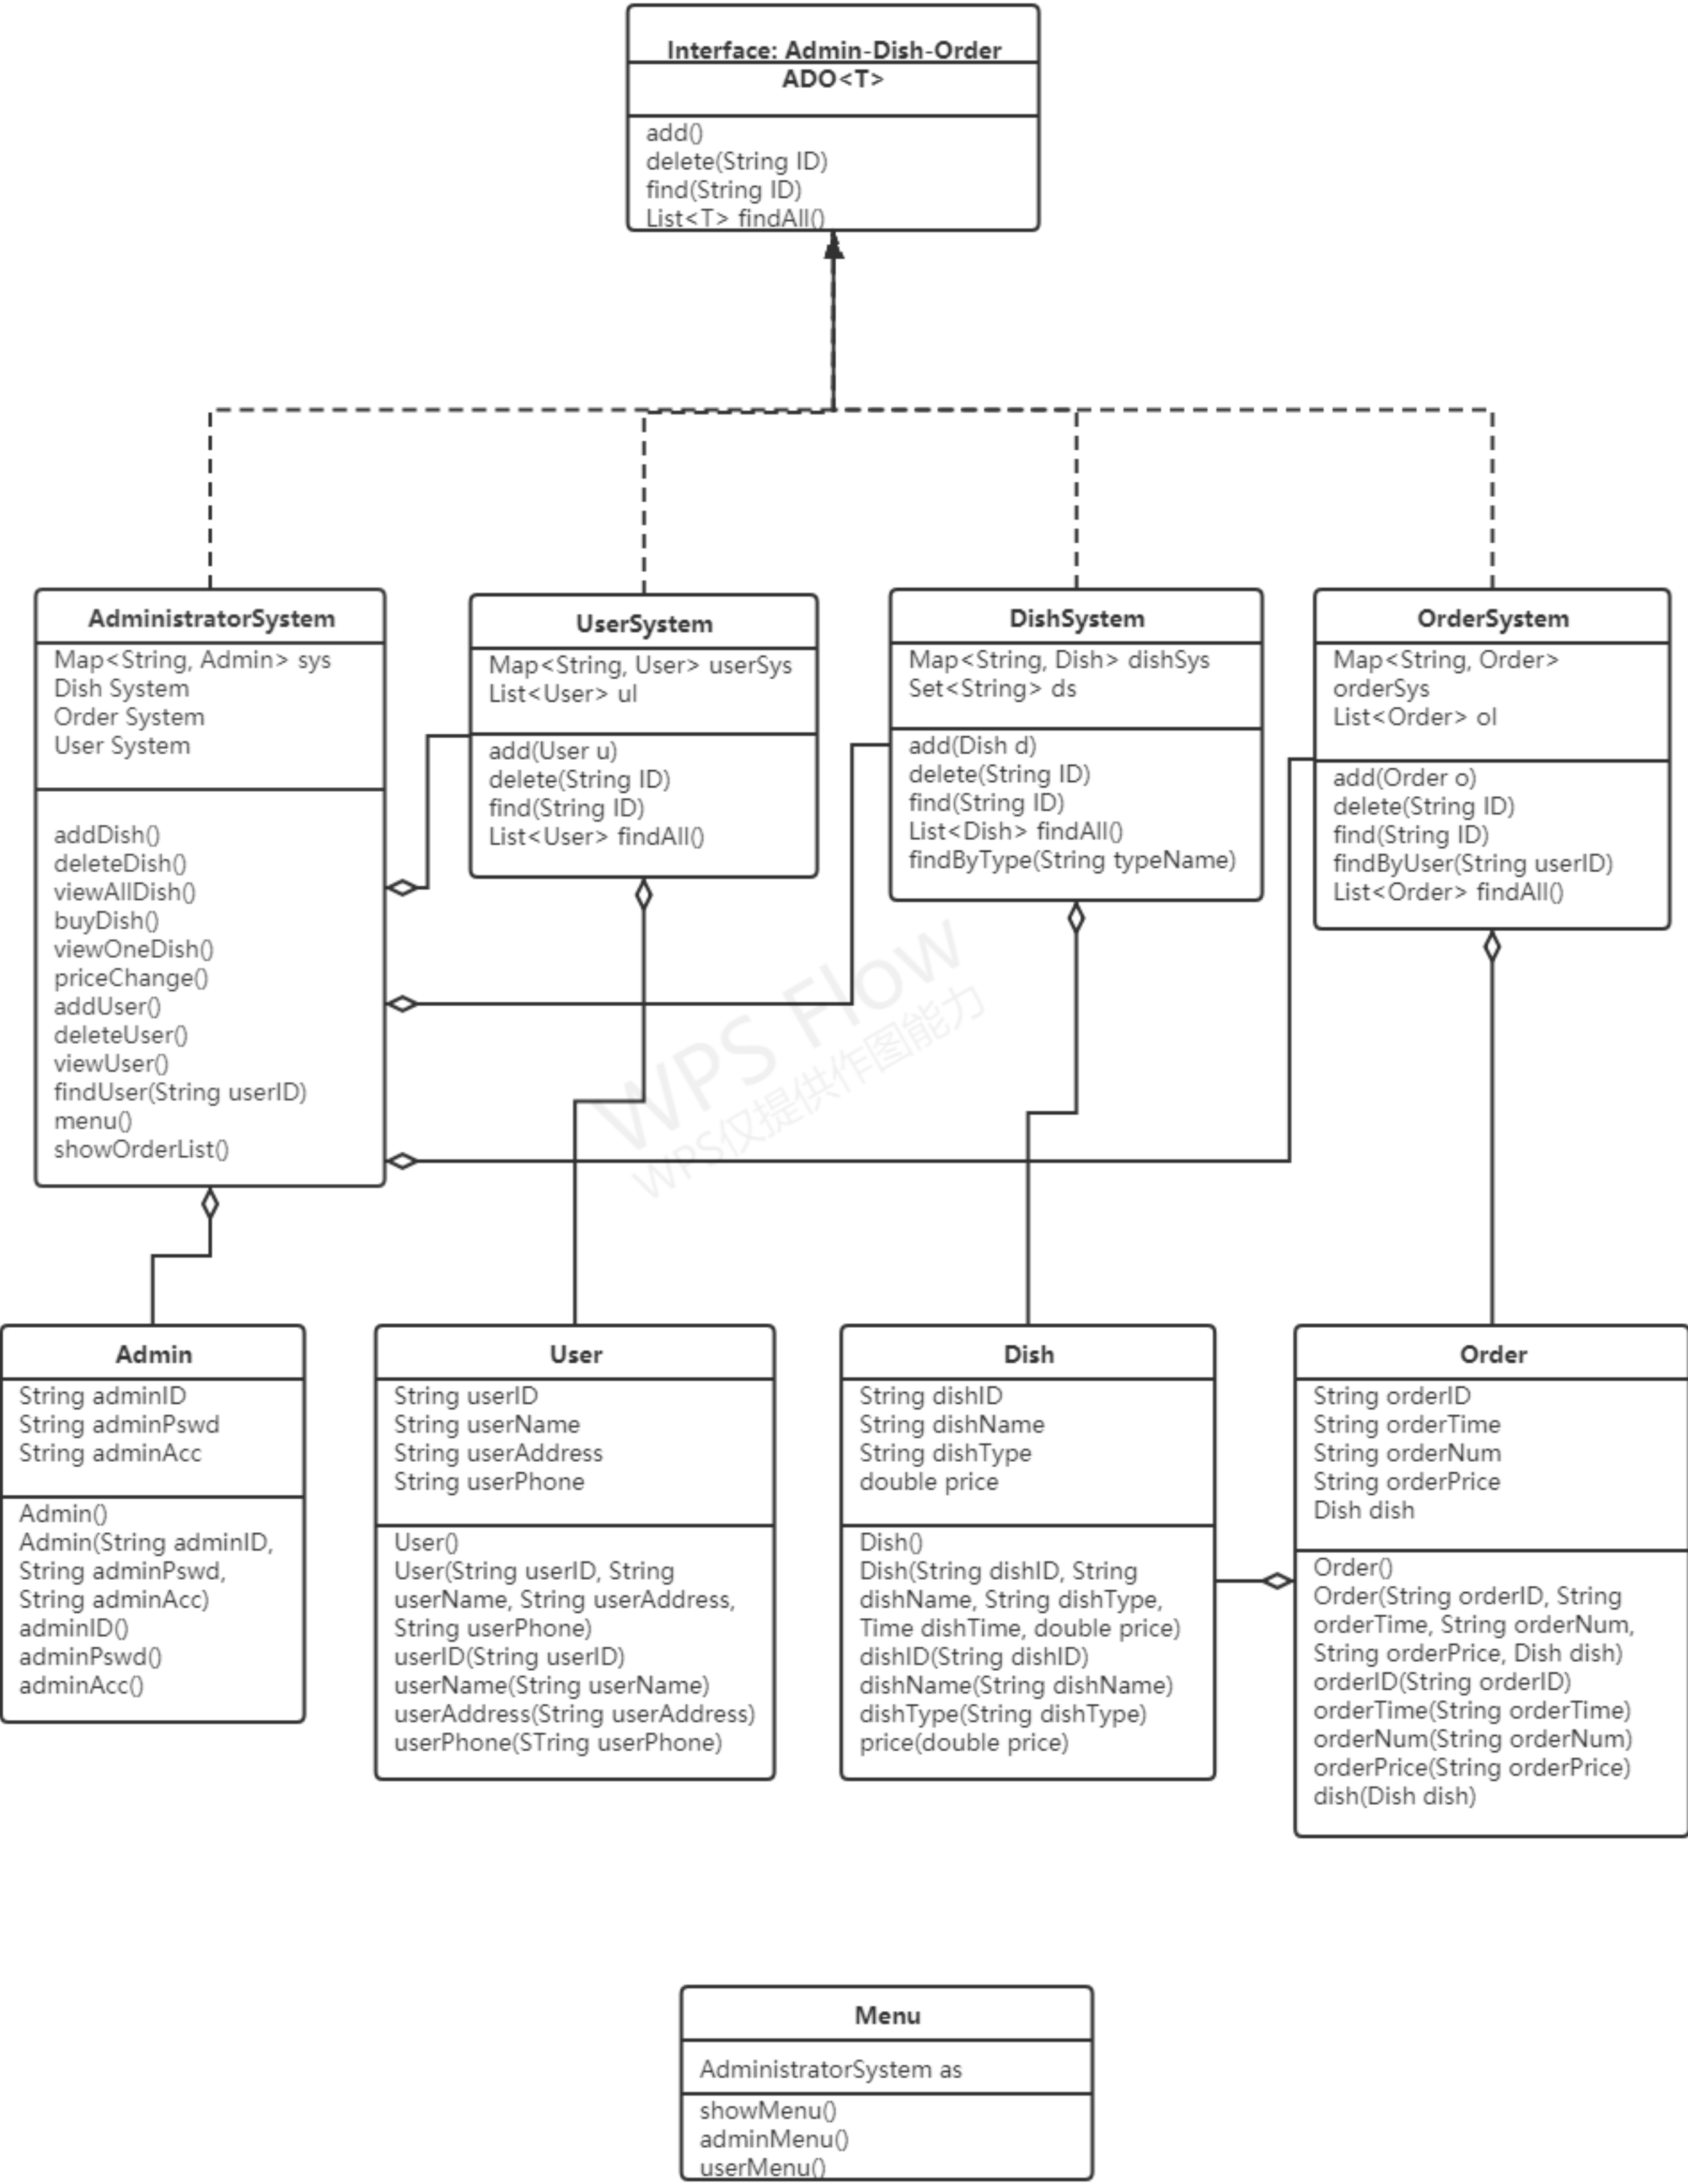 Interface: Admin-Dish-Order
ADO<T>
add()
delete(String ID)
find(String ID)
List<T> findAll()
AdministratorSystem
Map<String, Admin> sys
Dish System
Order System
User System
addDish()
deleteDish()
viewAllDish()
buyDish()
viewOneDish()
priceChange()
addUser()
deleteUser()
viewUser()
findUser(String userID)
menu()
showOrderList()
UserSystem
Map<String, User> userSys
List<User> ul
add(User u)
delete(String ID)
find(String ID)
List<User> findAll()
DishSystem
Map<String, Dish> dishSys
Set<String> ds
add(Dish d)
delete(String ID)
find(String ID)
List<Dish> findAll()
findByType(String typeName)
OrderSystem
Map<String, Order>
orderSys
List<Order> ol
add(Order o)
delete(String ID)
find(String ID)
findByUser(String userID)
List<Order> findAll()
WPS Flow
WPS仅提供作图能力
Admin
String adminID
String adminPswd
String adminAcc
Admin()
Admin(String adminID,
String adminPswd,
String adminAcc)
adminID()
adminPswd()
adminAcc()
User
String userID
String userName
String userAddress
String userPhone
User()
User(String userID, String
userName, String userAddress,
String userPhone)
userID(String userID)
userName(String userName)
userAddress(String userAddress)
userPhone(STring userPhone)
Dish
String dishID
String dishName
String dishType
double price
Dish()
Dish(String dishID, String
dishName, String dishType,
Time dishTime, double price)
dishID(String dishID)
dishName(String dishName)
dishType(String dishType)
price(double price)
Order
String orderID
String orderTime
String orderNum
String orderPrice
Dish dish
Order()
Order(String orderID, String
orderTime, String orderNum,
String orderPrice, Dish dish)
orderID(String orderID)
orderTime(String orderTime)
orderNum(String orderNum)
orderPrice(String orderPrice)
dish(Dish dish)
Menu
AdministratorSystem as
showMenu()
adminMenu()
userMenu()